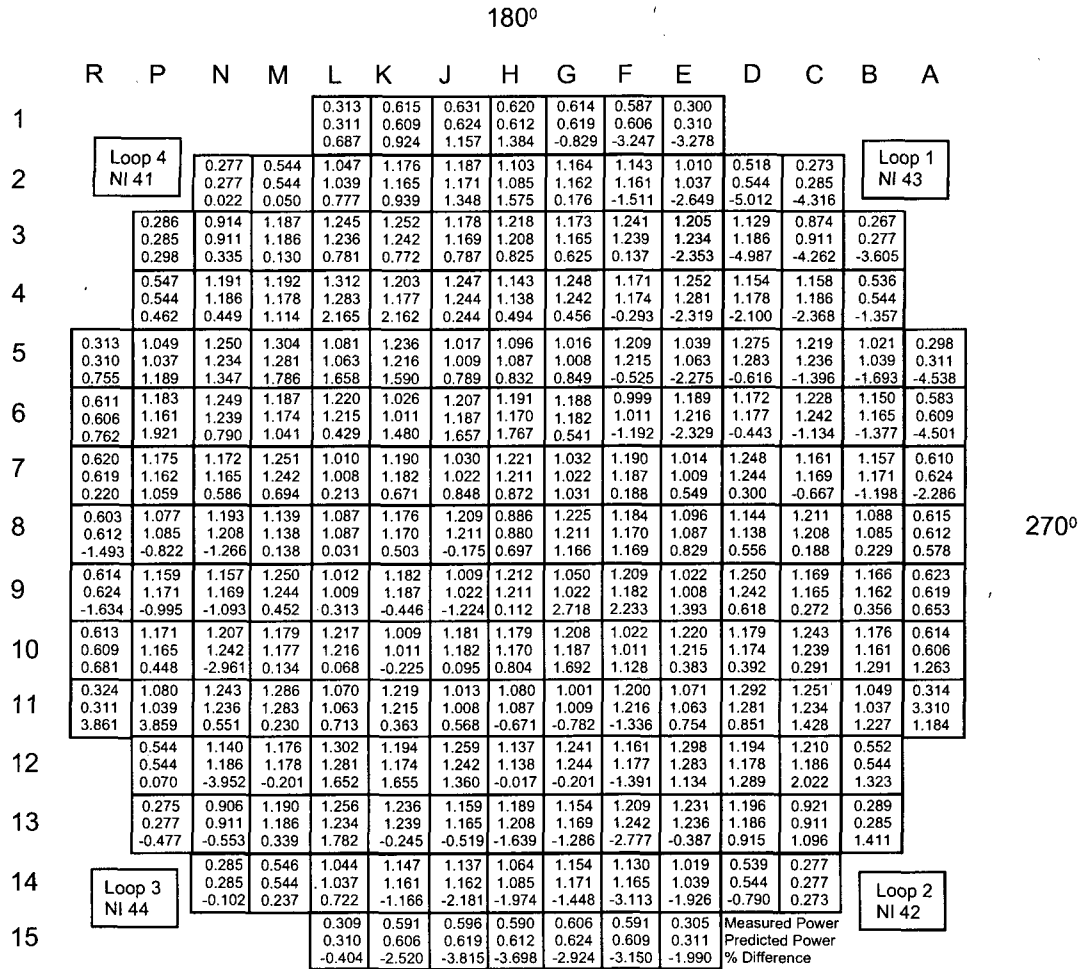 180⁰
R P N M L K J H G F E D C B A
1
0.313 0.615 0.631 0.620 0.614 0.587 0.300
0.311 0.609 0.624 0.612 0.619 0.606 0.310
0.687 0.924 1.157 1.384 -0.829 -3.247 -3.278
Loop 4
NI 41
Loop 1
NI 43
2
0.277 0.544 1.047 1.176 1.187 1.103 1.164 1.143 1.010 0.518 0.273
0.277 0.544 1.039 1.165 1.171 1.085 1.162 1.161 1.037 0.544 0.285
0.022 0.050 0.777 0.939 1.348 1.575 0.176 -1.511 -2.649 -5.012 -4.316
3
0.286 0.914 1.187 1.245 1.252 1.178 1.218 1.173 1.241 1.205 1.129 0.874 0.267
0.285 0.911 1.186 1.236 1.242 1.169 1.208 1.165 1.239 1.234 1.186 0.911 0.277
0.298 0.335 0.130 0.781 0.772 0.787 0.825 0.625 0.137 -2.353 -4.987 -4.262 -3.605
4
0.547 1.191 1.192 1.312 1.203 1.247 1.143 1.248 1.171 1.252 1.154 1.158 0.536
0.544 1.186 1.178 1.283 1.177 1.244 1.138 1.242 1.174 1.281 1.178 1.186 0.544
0.462 0.449 1.114 2.165 2.162 0.244 0.494 0.456 -0.293 -2.319 -2.100 -2.368 -1.357
5
0.313 1.049 1.250 1.304 1.081 1.236 1.017 1.096 1.016 1.209 1.039 1.275 1.219 1.021 0.298
0.310 1.037 1.234 1.281 1.063 1.216 1.009 1.087 1.008 1.215 1.063 1.283 1.236 1.039 0.311
0.755 1.189 1.347 1.786 1.658 1.590 0.789 0.832 0.849 -0.525 -2.275 -0.616 -1.396 -1.693 -4.538
6
0.611 1.183 1.249 1.187 1.220 1.026 1.207 1.191 1.188 0.999 1.189 1.172 1.228 1.150 0.583
0.606 1.161 1.239 1.174 1.215 1.011 1.187 1.170 1.182 1.011 1.216 1.177 1.242 1.165 0.609
0.762 1.921 0.790 1.041 0.429 1.480 1.657 1.767 0.541 -1.192 -2.329 -0.443 -1.134 -1.377 -4.501
7
0.620 1.175 1.172 1.251 1.010 1.190 1.030 1.221 1.032 1.190 1.014 1.248 1.161 1.157 0.610
0.619 1.162 1.165 1.242 1.008 1.182 1.022 1.211 1.022 1.187 1.009 1.244 1.169 1.171 0.624
0.220 1.059 0.586 0.694 0.213 0.671 0.848 0.872 1.031 0.188 0.549 0.300 -0.667 -1.198 -2.286
8
0.603 1.077 1.193 1.139 1.087 1.176 1.209 0.886 1.225 1.184 1.096 1.144 1.211 1.088 0.615
0.612 1.085 1.208 1.138 1.087 1.170 1.211 0.880 1.211 1.170 1.087 1.138 1.208 1.085 0.612
-1.493 -0.822 -1.266 0.138 0.031 0.503 -0.175 0.697 1.166 1.169 0.829 0.556 0.188 0.229 0.578
270⁰
9
0.614 1.159 1.157 1.250 1.012 1.182 1.009 1.212 1.050 1.209 1.022 1.250 1.169 1.166 0.623
0.624 1.171 1.169 1.244 1.009 1.187 1.022 1.211 1.022 1.182 1.008 1.242 1.165 1.162 0.619
-1.634 -0.995 -1.093 0.452 0.313 -0.446 -1.224 0.112 2.718 2.233 1.393 0.618 0.272 0.356 0.653
10
0.613 1.171 1.207 1.179 1.217 1.009 1.181 1.179 1.208 1.022 1.220 1.179 1.243 1.176 0.614
0.609 1.165 1.242 1.177 1.216 1.011 1.182 1.170 1.187 1.011 1.215 1.174 1.239 1.161 0.606
0.681 0.448 -2.961 0.134 0.068 -0.225 0.095 0.804 1.692 1.128 0.383 0.392 0.291 1.291 1.263
11
0.324 1.080 1.243 1.286 1.070 1.219 1.013 1.080 1.001 1.200 1.071 1.292 1.251 1.049 0.314
0.311 1.039 1.236 1.283 1.063 1.215 1.008 1.087 1.009 1.216 1.063 1.281 1.234 1.037 3.310
3.861 3.859 0.551 0.230 0.713 0.363 0.568 -0.671 -0.782 -1.336 0.754 0.851 1.428 1.227 1.184
12
0.544 1.140 1.176 1.302 1.194 1.259 1.137 1.241 1.161 1.298 1.194 1.210 0.552
0.544 1.186 1.178 1.281 1.174 1.242 1.138 1.244 1.177 1.283 1.178 1.186 0.544
0.070 -3.952 -0.201 1.652 1.655 1.360 -0.017 -0.201 -1.391 1.134 1.289 2.022 1.323
13
0.275 0.906 1.190 1.256 1.236 1.159 1.189 1.154 1.209 1.231 1.196 0.921 0.289
0.277 0.911 1.186 1.234 1.239 1.165 1.208 1.169 1.242 1.236 1.186 0.911 0.285
-0.477 -0.553 0.339 1.782 -0.245 -0.519 -1.639 -1.286 -2.777 -0.387 0.915 1.096 1.411
14
0.285 0.546 1.044 1.147 1.137 1.064 1.154 1.130 1.019 0.539 0.277
0.285 0.544 1.037 1.161 1.162 1.085 1.171 1.165 1.039 0.544 0.277
-0.102 0.237 0.722 -1.166 -2.181 -1.974 -1.448 -3.113 -1.926 -0.790 0.273
Loop 3
NI 44
Loop 2
NI 42
15
0.309 0.591 0.596 0.590 0.606 0.591 0.305 Measured Power
0.310 0.606 0.619 0.612 0.624 0.609 0.311 Predicted Power
-0.404 -2.520 -3.815 -3.698 -2.924 -3.150 -1.990 % Difference